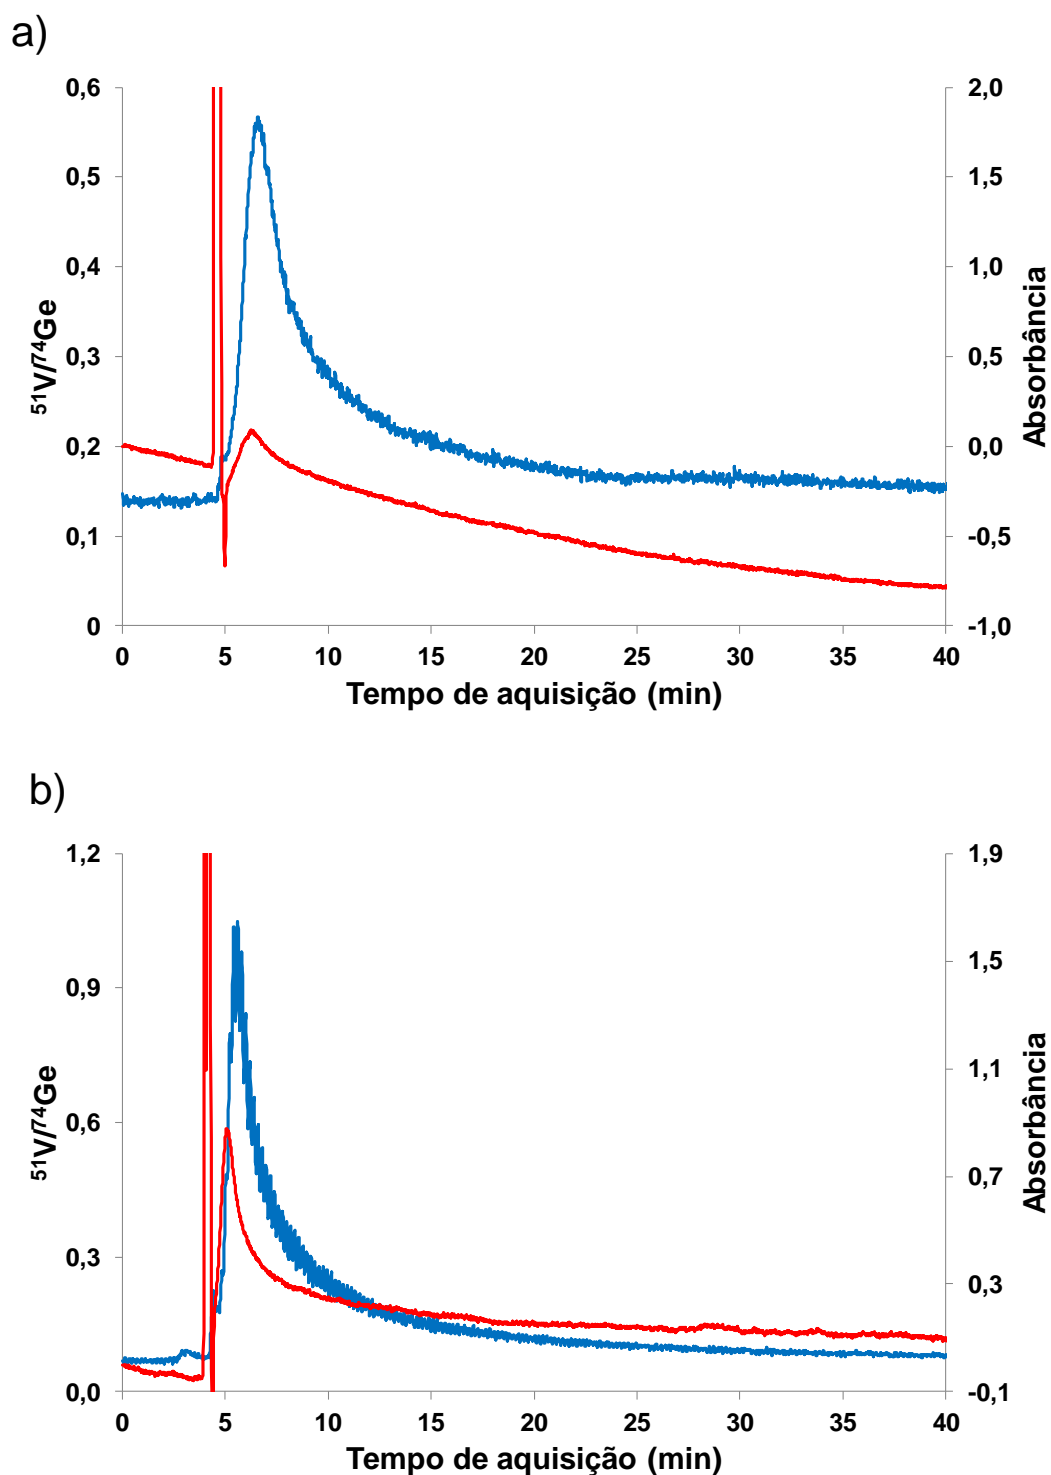 a)
0,6 2,0
0,5 1,5
0,4 1,0
0,3 0,5
0,2 0,0
0,1 -0,5
0 -1,0
⁵¹V/⁷⁴Ge
Absorbância
0 5 10 15 20 25 30 35 40
Tempo de aquisição (min)
b)
1,2 1,9
0,9 1,5
1,1
0,6 0,7
0,3 0,3
0,0 -0,1
⁵¹V/⁷⁴Ge
Absorbância
0 5 10 15 20 25 30 35 40
Tempo de aquisição (min)